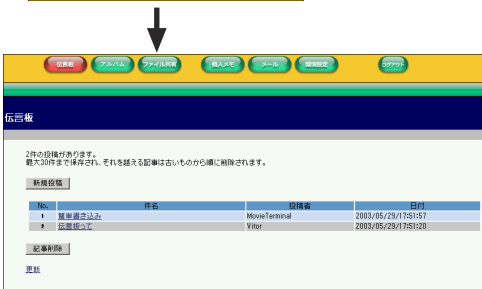 伝言板 アルバム ファイル共有 個人メモ メール 環境設定 ログアウト
伝言板
2件の投稿があります。
最大30件まで保存され、それを越える記事は古いものから順に削除されます。
新規投稿
No. 件名 投稿者 日付
1 簡単書き込み MovieTerminal 2003/05/29/17:51:57
2 伝言板って Vitor 2003/05/29/17:51:20
記事削除
更新